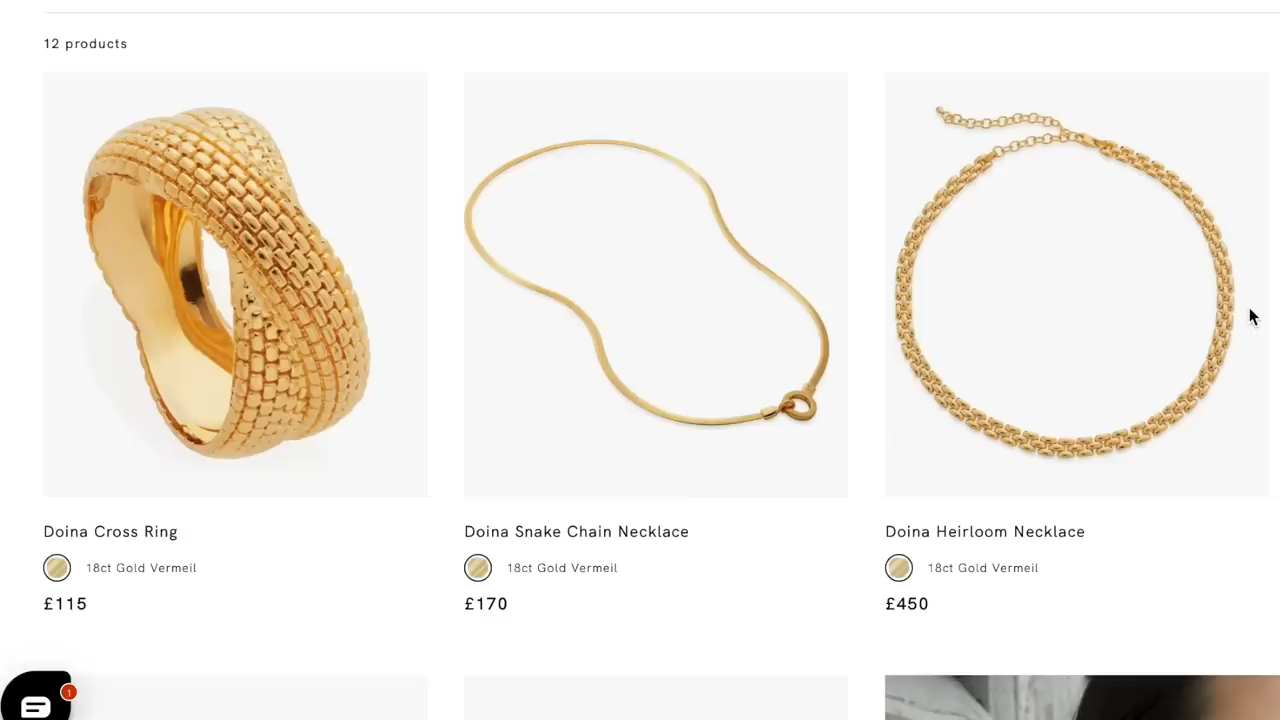 12 products
Doina Cross Ring
18ct Gold Vermeil
£115
Doina Snake Chain Necklace
18ct Gold Vermeil
£170
Doina Heirloom Necklace
18ct Gold Vermeil
£450
1